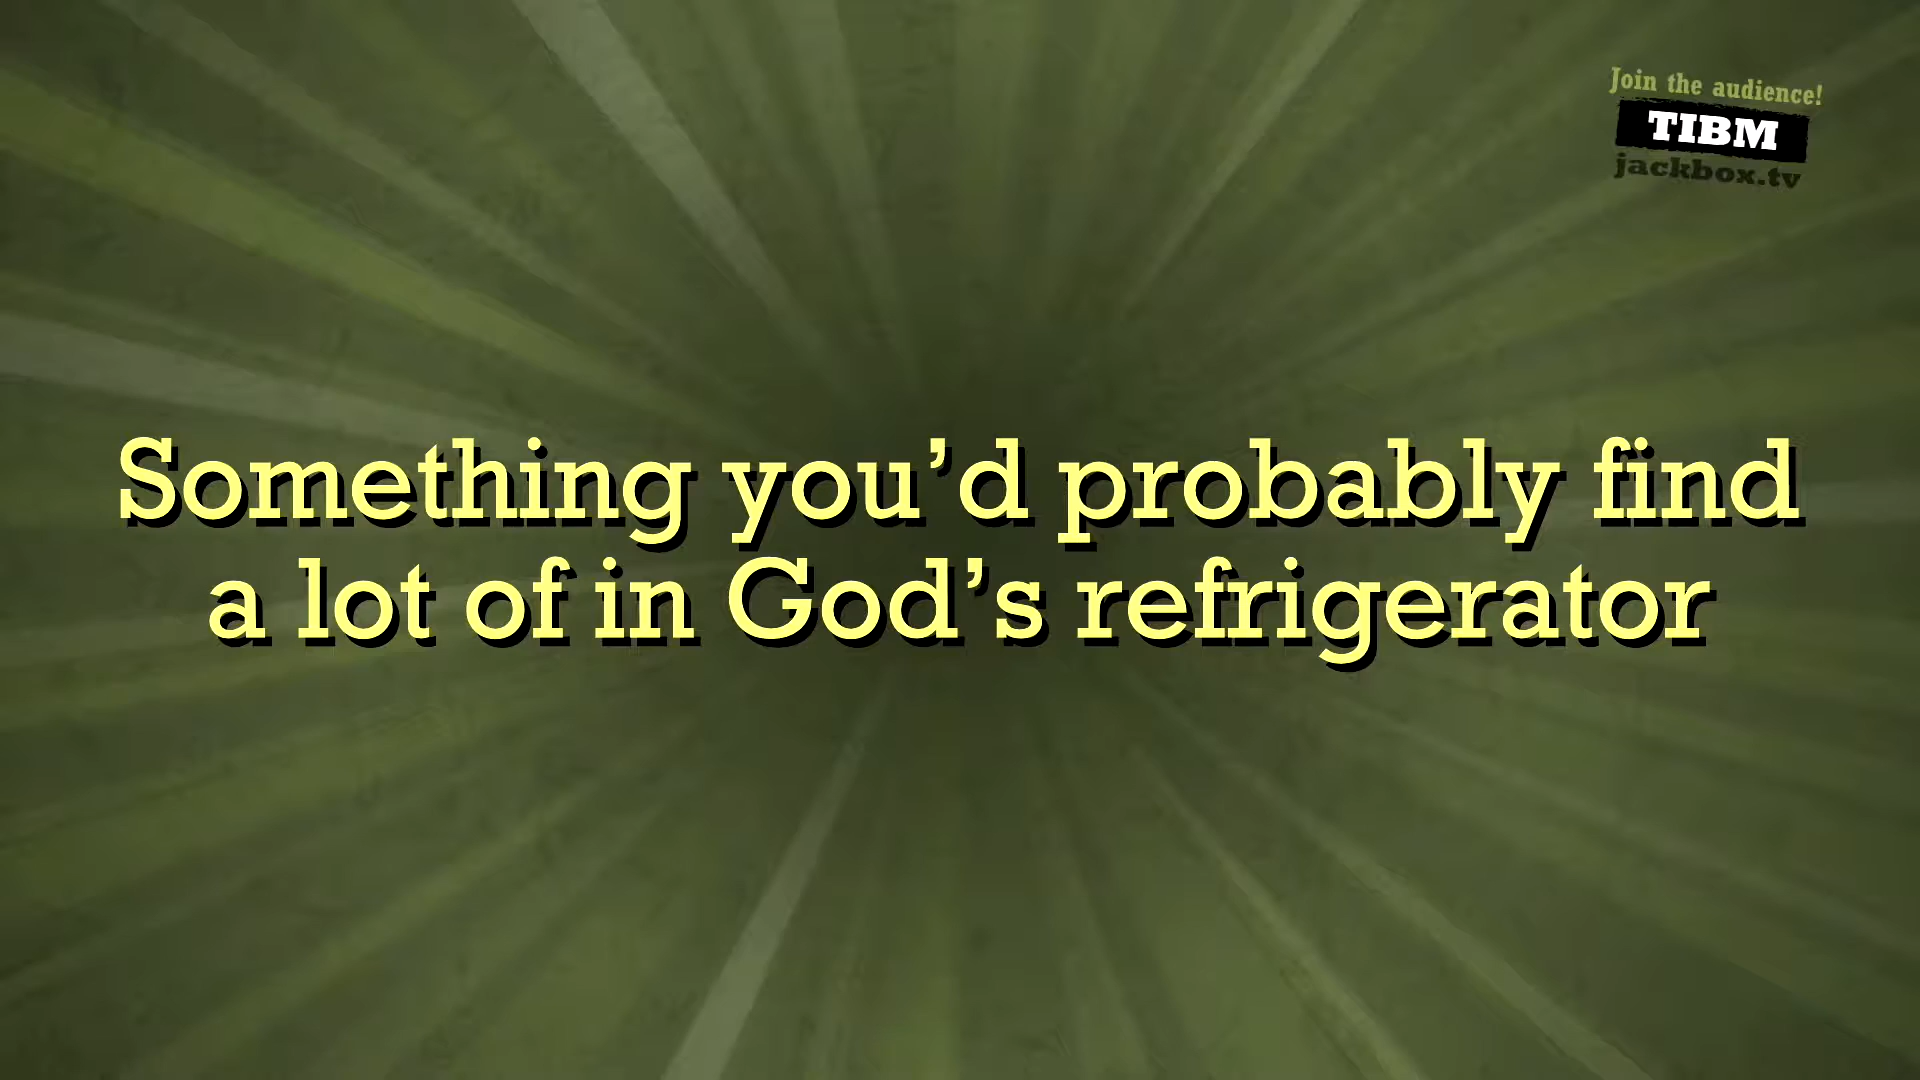 Join the audience!
TIBM
jackbox.tv
Something you’d probably find
a lot of in God’s refrigerator